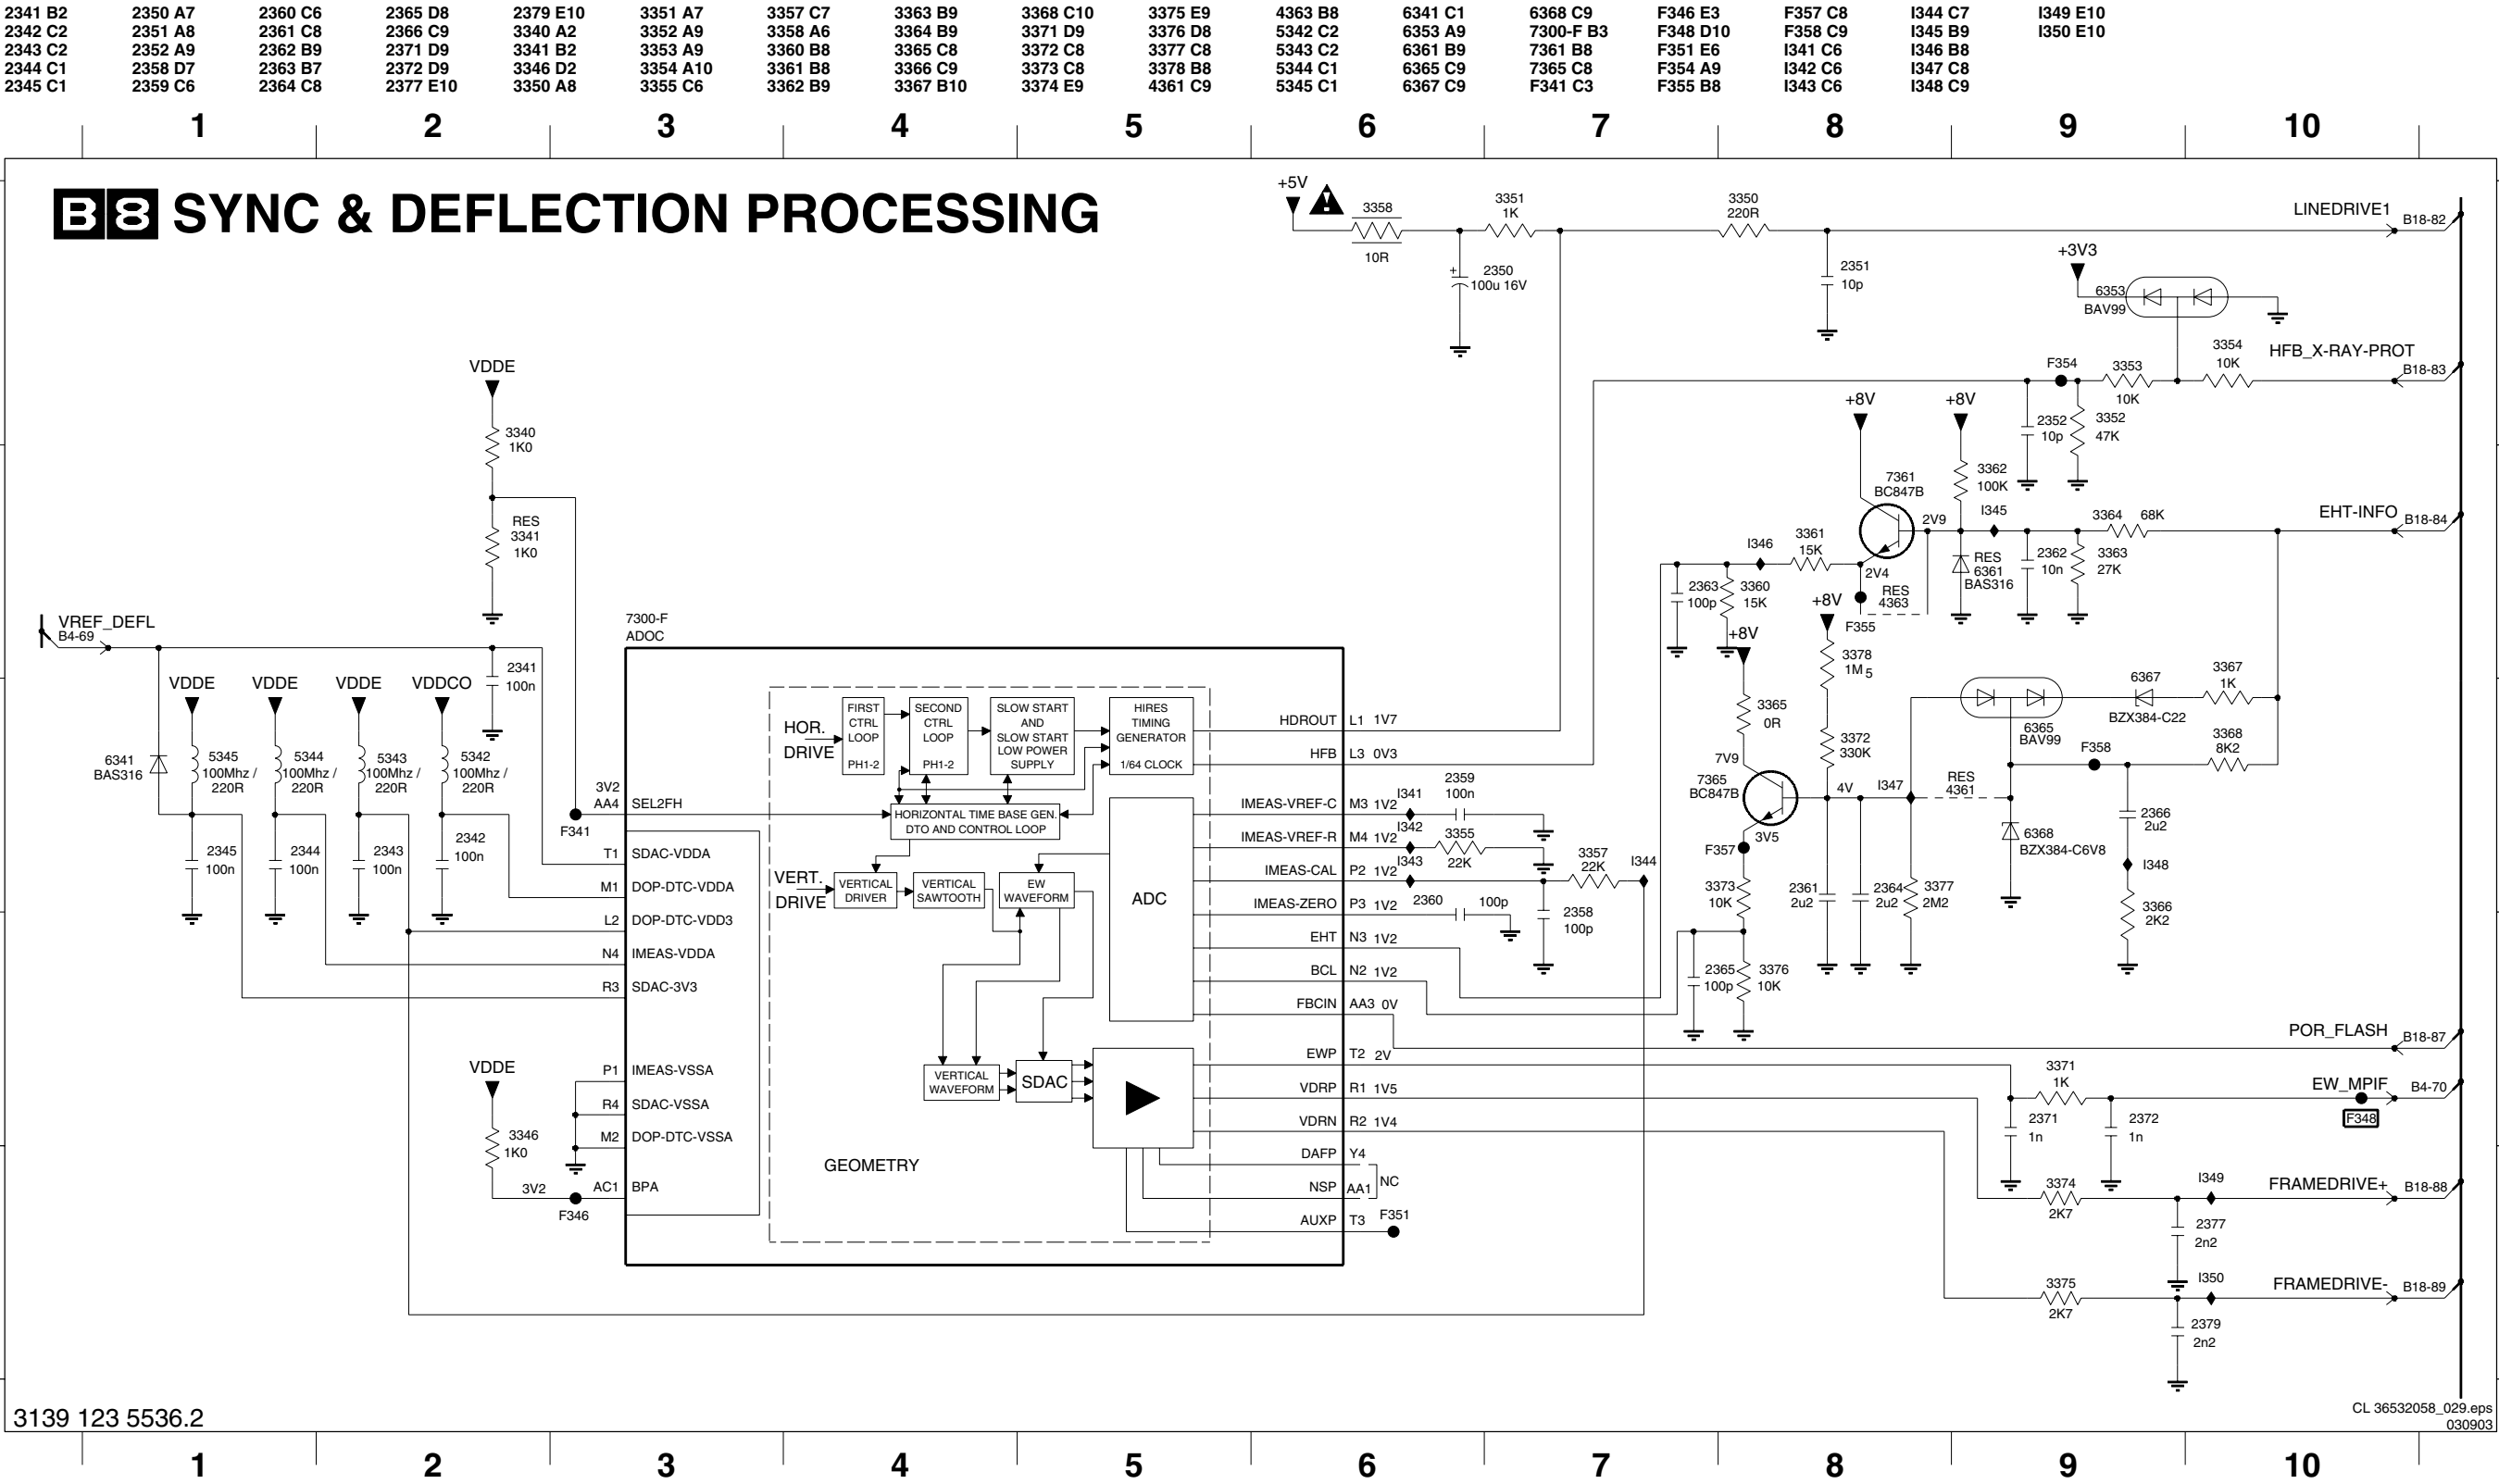 2341 B2 2350 A7 2360 C6 2365 D8 2379 E10 3351 A7 3357 C7 3363 B9 3368 C10 3375 E9 4363 B8 6341 C1 6368 C9 F346 E3 F357 C8 I344 C7 I349 E10
2342 C2 2351 A8 2361 C8 2366 C9 3340 A2 3352 A9 3358 A6 3364 B9 3371 D9 3376 D8 5342 C2 6353 A9 7300-F B3 F348 D10 F358 C9 I345 B9 I350 E10
2343 C2 2352 A9 2362 B9 2371 D9 3341 B2 3353 A9 3360 B8 3365 C8 3372 C8 3377 C8 5343 C2 6361 B9 7361 B8 F351 E6 I341 C6 I346 B8
2344 C1 2358 D7 2363 B7 2372 D9 3346 D2 3354 A10 3361 B8 3366 C9 3373 C8 3378 B8 5344 C1 6365 C9 7365 C8 F354 A9 I342 C6 I347 C8
2345 C1 2359 C6 2364 C8 2377 E10 3350 A8 3355 C6 3362 B9 3367 B10 3374 E9 4361 C9 5345 C1 6367 C9 F341 C3 F355 B8 I343 C6 I348 C9
1 2 3 4 5 6 7 8 9 10
B8 SYNC & DEFLECTION PROCESSING
+5V
3358
10R
3351
1K
3350
220R
LINEDRIVE1
B18-82
2350
+
100u 16V
2351
10p
+3V3
6353
BAV99
3354
10K
HFB_X-RAY-PROT
B18-83
F354
3353
10K
VDDE
+8V
+8V
2352
10p
3352
47K
3340
1K0
7361
BC847B
3362
100K
RES
3341
1K0
2V9
I345
3364 68K
EHT-INFO
B18-84
I346
3361
15K
2V4
RES
6361
BAS316
2362
10n
3363
27K
2363
100p
3360
15K
RES
4363
F355
VREF_DEFL
B4-69
7300-F
ADOC
+8V
+8V
2341
100n
3378
1M5
VDDE
VDDE
VDDE
VDDCO
6367
BZX384-C22
3367
1K
HOR.
DRIVE
FIRST
CTRL
LOOP
PH1-2
SECOND
CTRL
LOOP
PH1-2
SLOW START
AND
SLOW START
LOW POWER
SUPPLY
HIRES
TIMING
GENERATOR
1/64 CLOCK
HDROUT L1 1V7
HFB L3 0V3
3365
0R
6365
BAV99
F358
3368
8K2
6341
BAS316
5345
100Mhz /
220R
5344
100Mhz /
220R
5343
100Mhz /
220R
5342
100Mhz /
220R
3372
330K
7V9
7365
BC847B
3V2
AA4 SEL2FH
F341
HORIZONTAL TIME BASE GEN.
DTO AND CONTROL LOOP
IMEAS-VREF-C M3 1V2
I341
2359
100n
4V
I347
RES
4361
2366
2u2
IMEAS-VREF-R M4 1V2
I342
3355
22K
3V5
F357
6368
BZX384-C6V8
2345
100n
2344
100n
2343
100n
2342
100n
T1 SDAC-VDDA
IMEAS-CAL P2 1V2
I343
3357
22K
I344
I348
VERT.
DRIVE
VERTICAL
DRIVER
VERTICAL
SAWTOOTH
EW
WAVEFORM
ADC
M1 DOP-DTC-VDDA
IMEAS-ZERO P3 1V2
2360 100p
2358
100p
3373
10K
2361
2u2
2364
2u2
3377
2M2
3366
2K2
L2 DOP-DTC-VDD3
N4 IMEAS-VDDA
R3 SDAC-3V3
EHT N3 1V2
BCL N2 1V2
FBCIN AA3 0V
2365
100p
3376
10K
POR_FLASH
B18-87
VDDE
P1 IMEAS-VSSA
R4 SDAC-VSSA
M2 DOP-DTC-VSSA
VERTICAL
WAVEFORM
SDAC
EWP T2 2V
VDRP R1 1V5
VDRN R2 1V4
3371
1K
EW_MPIF
B4-70
F348
2371
1n
2372
1n
3346
1K0
GEOMETRY
DAFP Y4
NSP AA1
NC
AUXP T3
F351
3V2
AC1 BPA
F346
3374
2K7
I349
FRAMEDRIVE+
B18-88
2377
2n2
3375
2K7
I350
FRAMEDRIVE-
B18-89
2379
2n2
3139 123 5536.2
CL 36532058_029.eps
030903
1 2 3 4 5 6 7 8 9 10